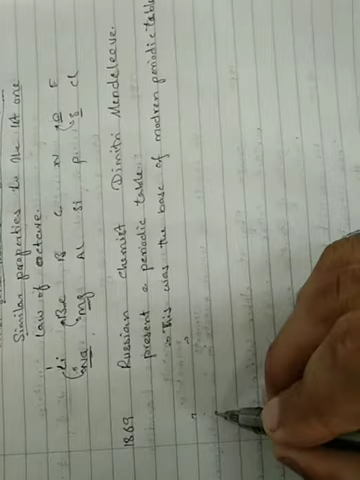 Similar properties to the 1st one
Law of octave.
Li Be B C N O F
Na Mg Al Si P S Cl
1869 Russian chemist Dimitri Mendeleeve.
present a periodic table.
This was the base of modren periodic table